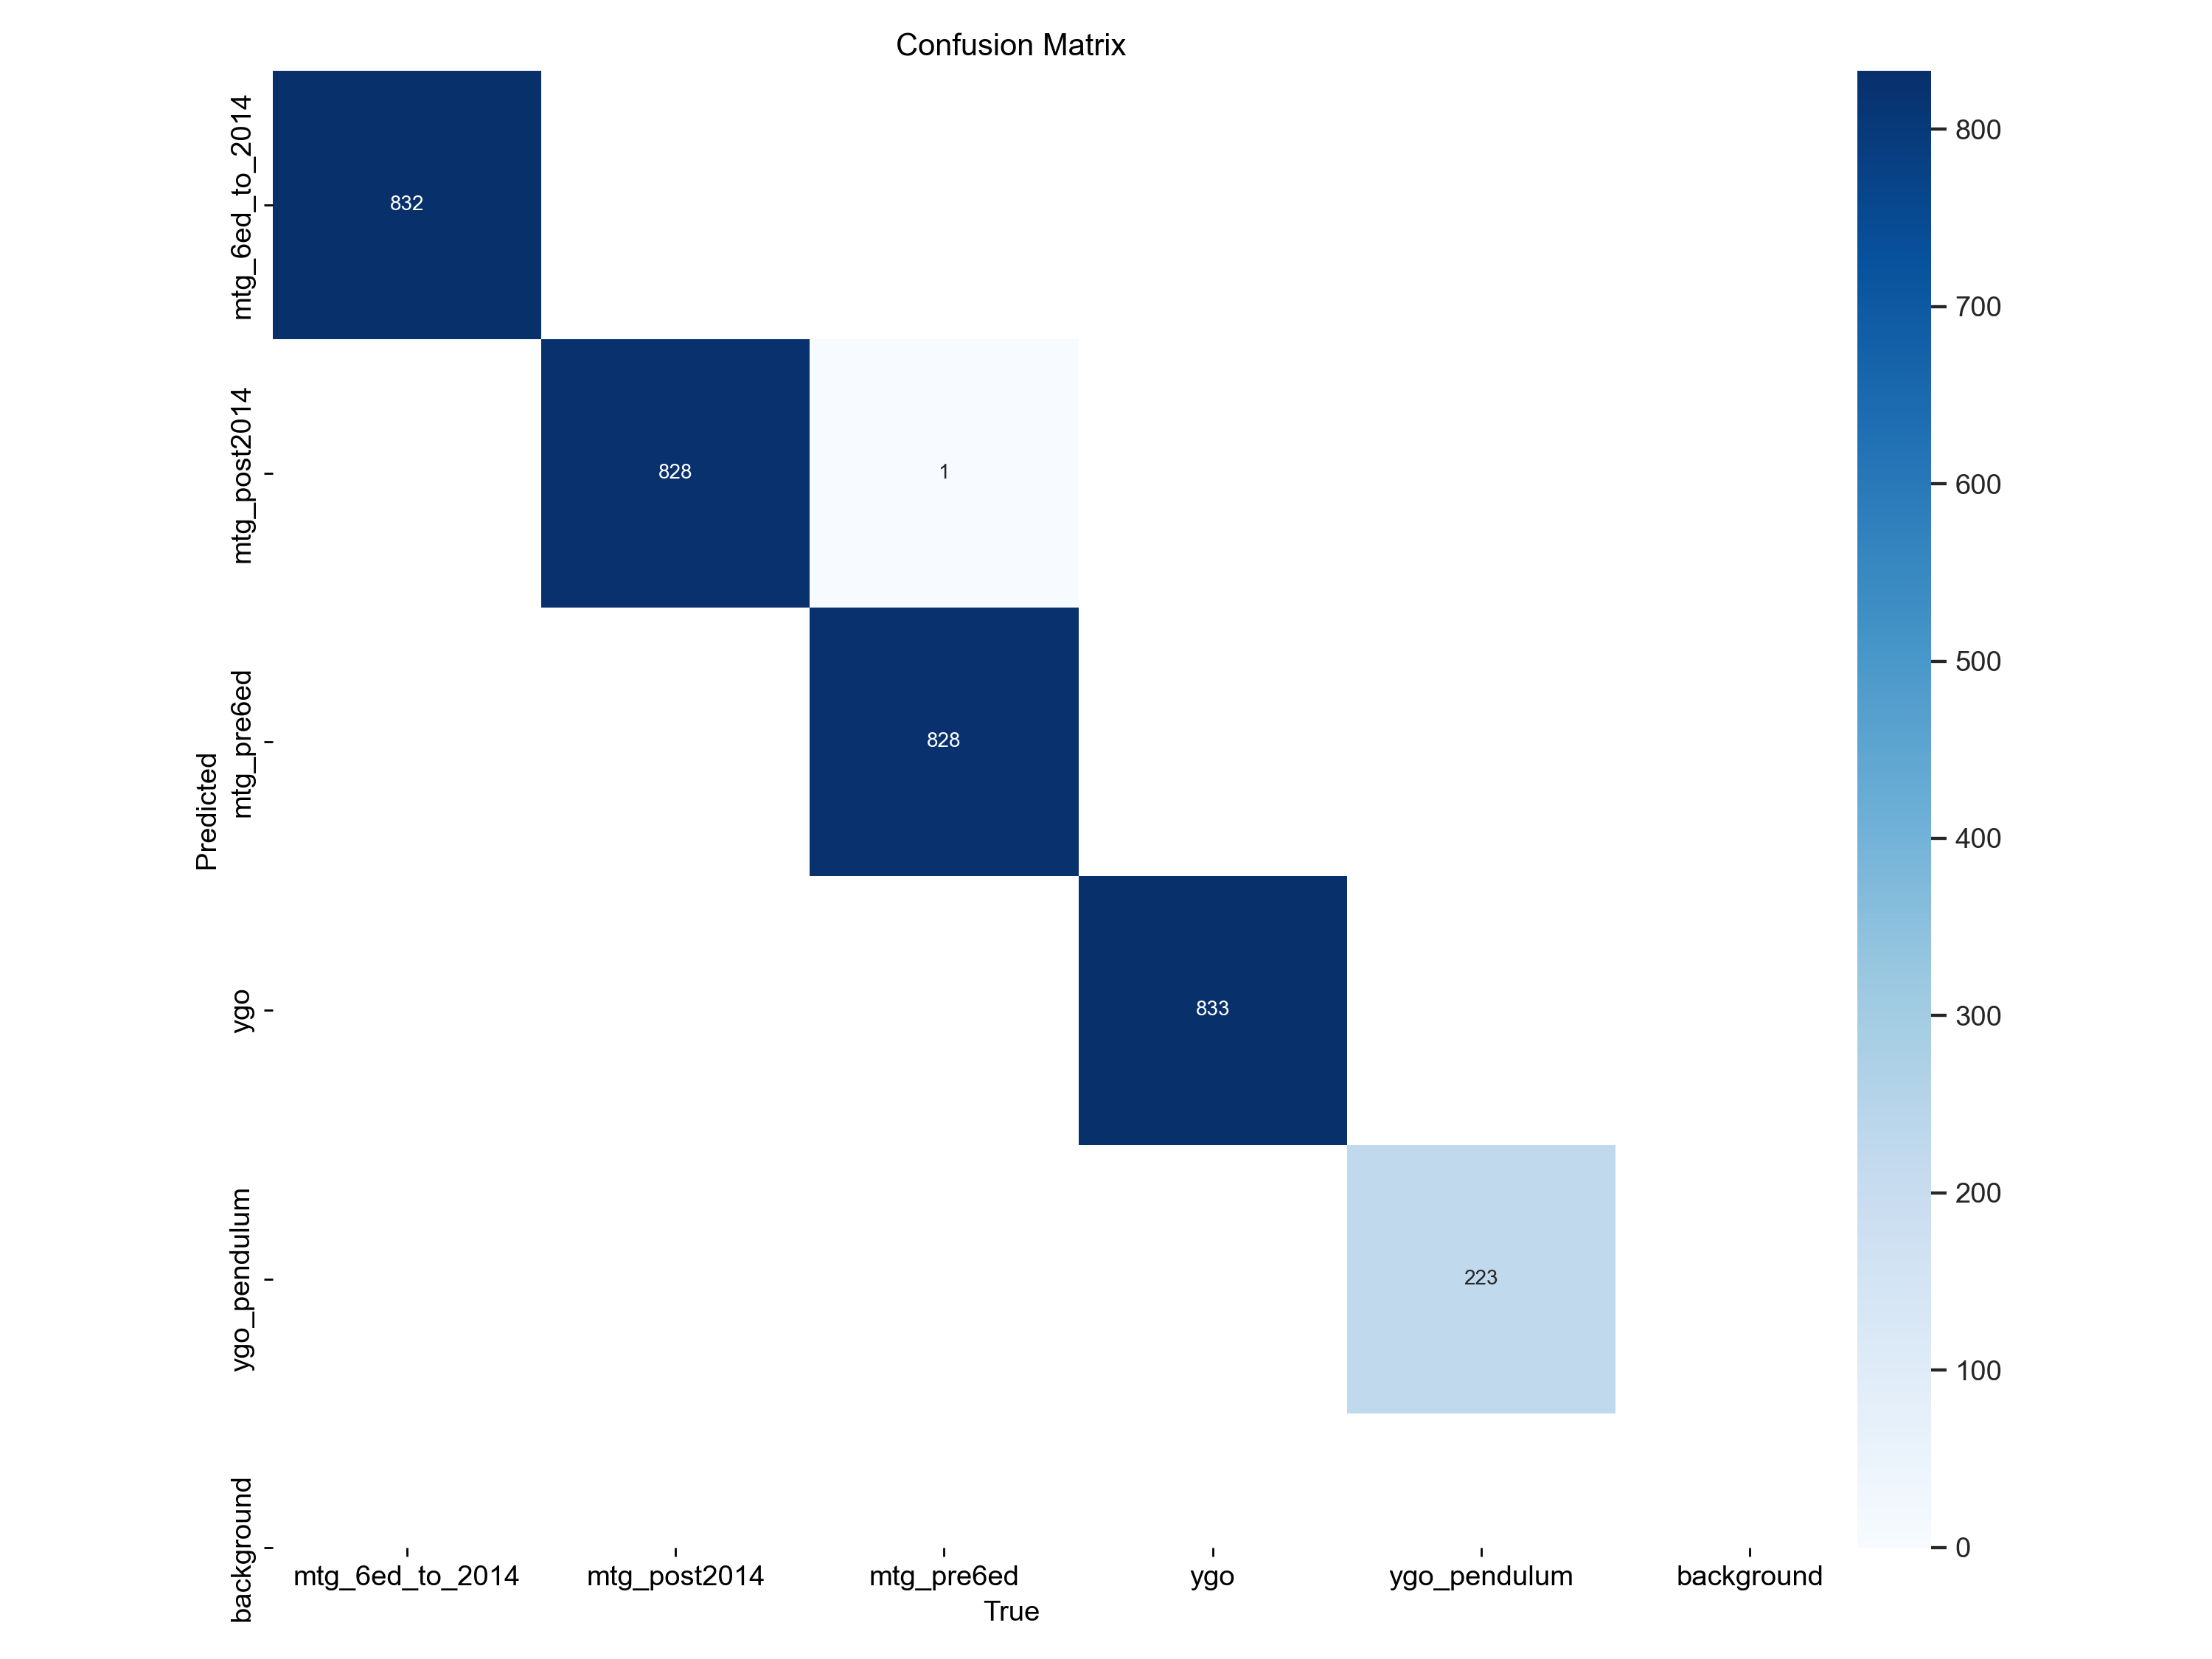 Confusion Matrix
Predicted
mtg_6ed_to_2014
mtg_post2014
mtg_pre6ed
ygo
ygo_pendulum
background
832
828
1
828
833
223
mtg_6ed_to_2014
mtg_post2014
mtg_pre6ed
ygo
ygo_pendulum
background
True
800
700
600
500
400
300
200
100
0